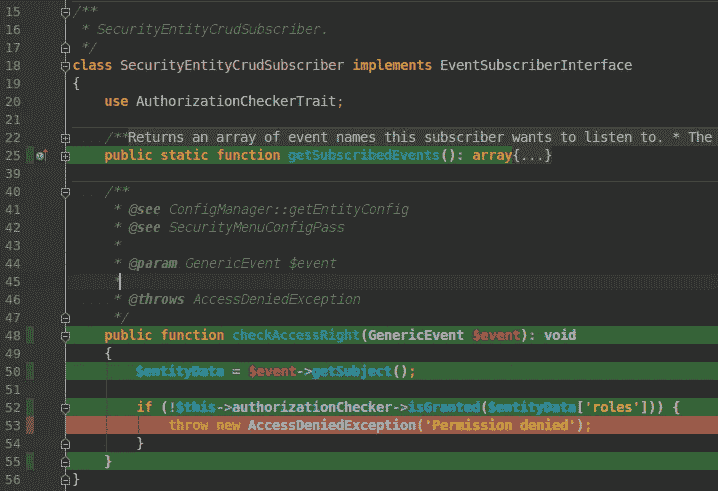 15 /**
16  * SecurityEntityCrudSubscriber.
17  */
18 class SecurityEntityCrudSubscriber implements EventSubscriberInterface
19 {
20     use AuthorizationCheckerTrait;
21
22     /**Returns an array of event names this subscriber wants to listen to. * The
25     public static function getSubscribedEvents(): array{...}
39
40     /**
41      * @see ConfigManager::getEntityConfig
42      * @see SecurityMenuConfigPass
43      *
44      * @param GenericEvent $event
45      *
46      * @throws AccessDeniedException
47      */
48     public function checkAccessRight(GenericEvent $event): void
49     {
50         $entityData = $event->getSubject();
51
52         if (!$this->authorizationChecker->isGranted($entityData['roles'])) {
53             throw new AccessDeniedException('Permission denied');
54         }
55     }
56 }